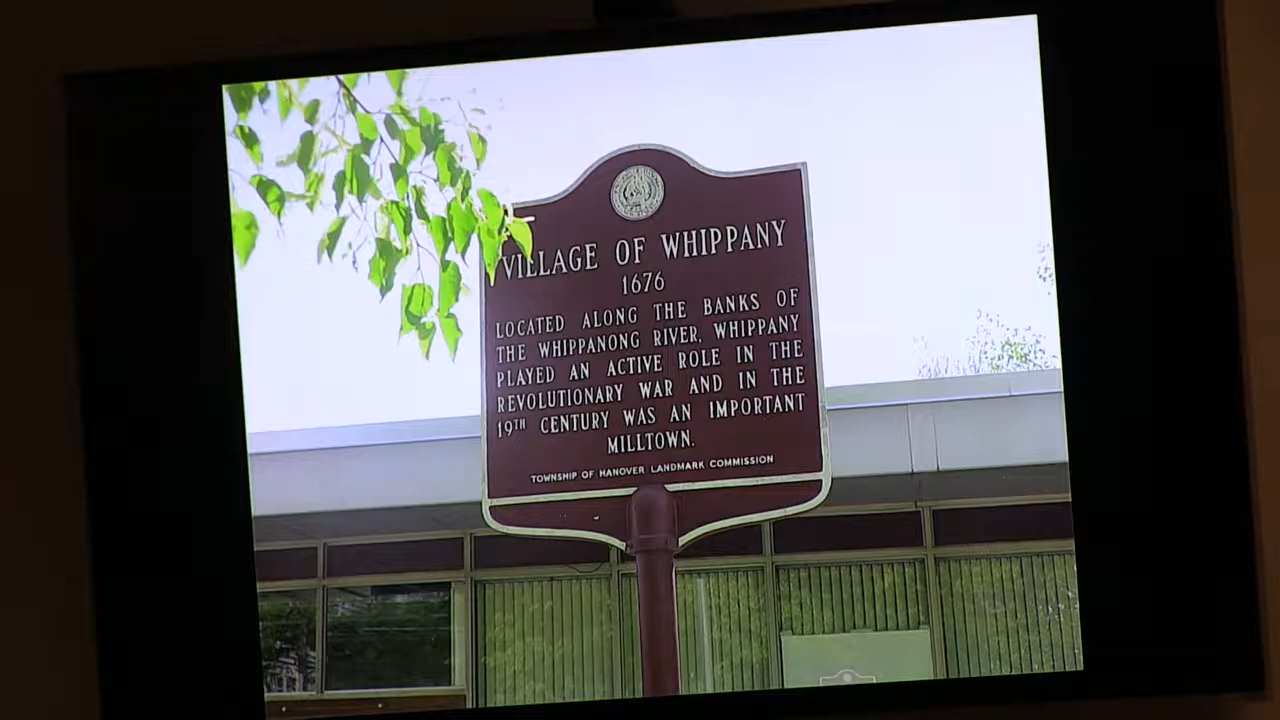 VILLAGE OF WHIPPANY
1676
LOCATED ALONG THE BANKS OF
THE WHIPPANONG RIVER, WHIPPANY
PLAYED AN ACTIVE ROLE IN THE
REVOLUTIONARY WAR AND IN THE
19TH CENTURY WAS AN IMPORTANT
MILLTOWN.
TOWNSHIP OF HANOVER LANDMARK COMMISSION